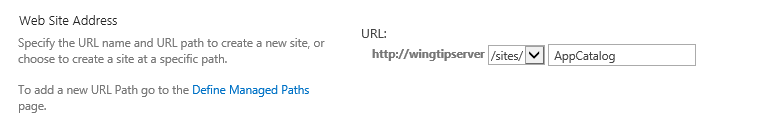 Web Site Address
Specify the URL name and URL path to create a new site, or
choose to create a site at a specific path.
To add a new URL Path go to the Define Managed Paths
page.
URL:
http://wingtipserver /sites/ AppCatalog